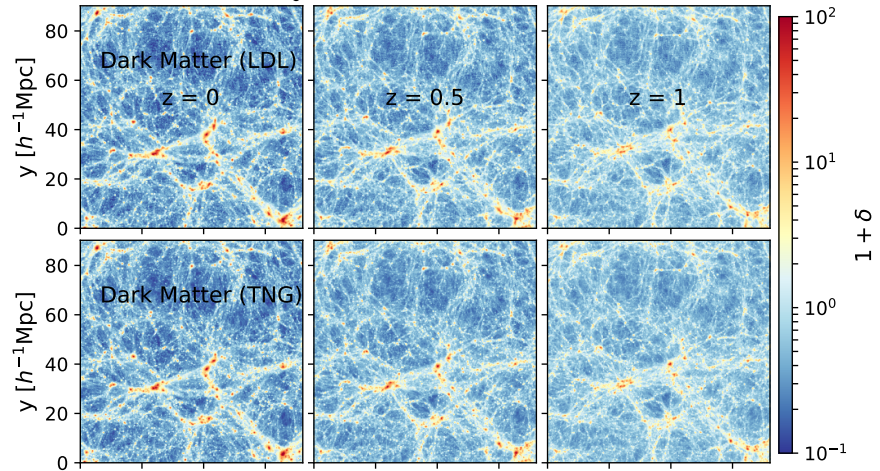 80
60
40
20
0
y [h⁻¹Mpc]
Dark Matter (LDL)
z = 0
z = 0.5
z = 1
80
60
40
20
0
y [h⁻¹Mpc]
Dark Matter (TNG)
10²
10¹
10⁰
10⁻¹
1 + δ